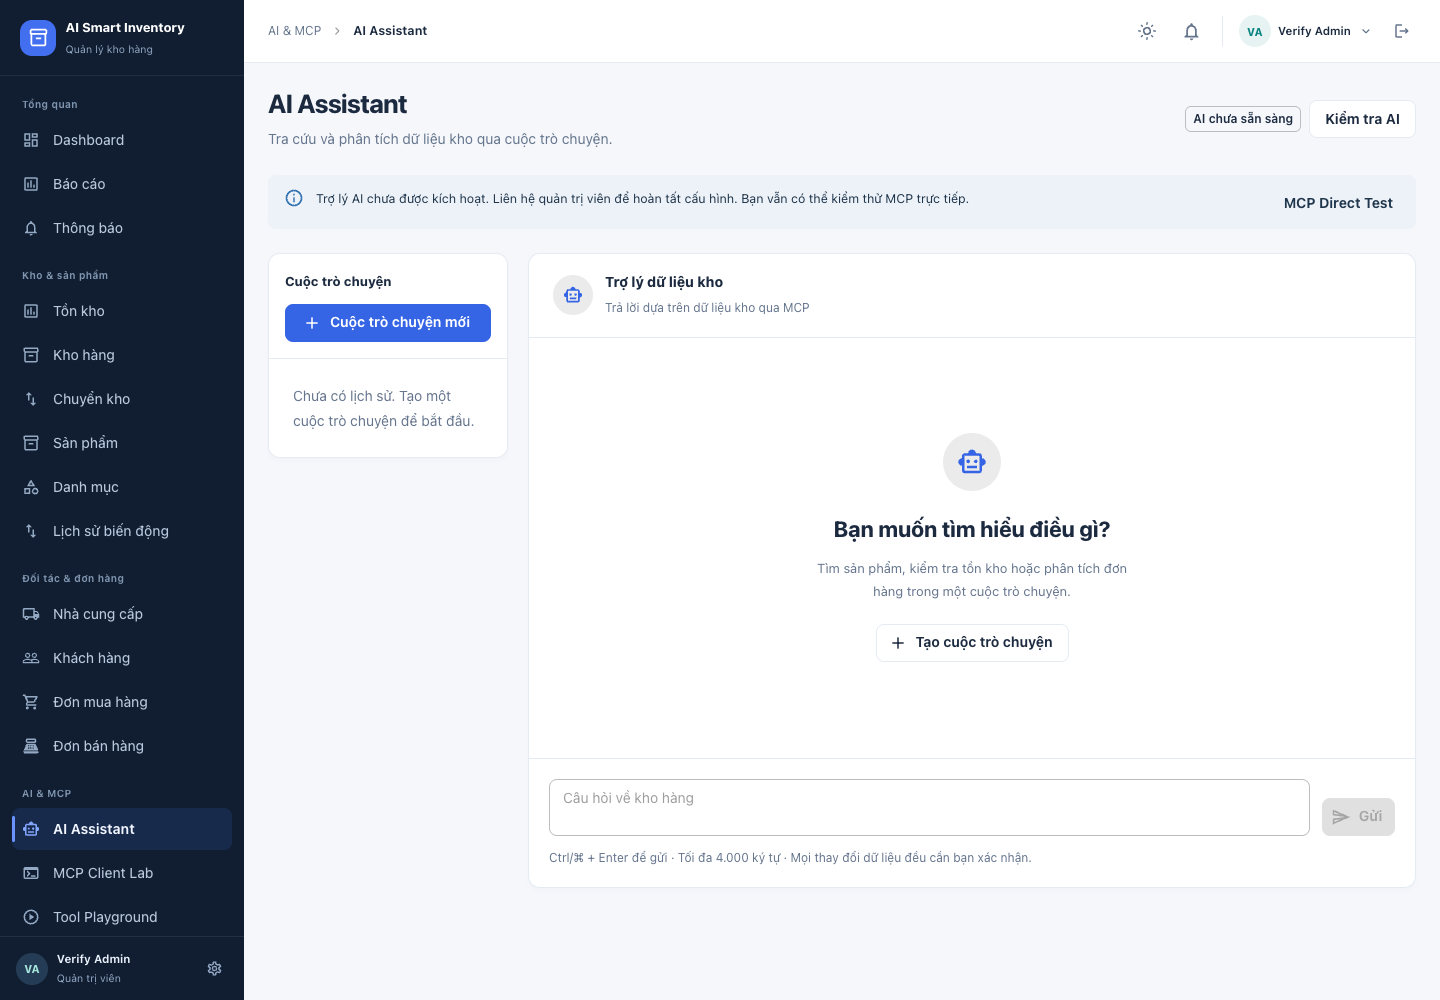 AI Smart Inventory
Quản lý kho hàng
Tổng quan
Dashboard
Báo cáo
Thông báo
Kho & sản phẩm
Tồn kho
Kho hàng
Chuyển kho
Sản phẩm
Danh mục
Lịch sử biến động
Đối tác & đơn hàng
Nhà cung cấp
Khách hàng
Đơn mua hàng
Đơn bán hàng
AI & MCP
AI Assistant
MCP Client Lab
Tool Playground
VA
Verify Admin
Quản trị viên
AI & MCP
AI Assistant
VA
Verify Admin
AI Assistant
Tra cứu và phân tích dữ liệu kho qua cuộc trò chuyện.
AI chưa sẵn sàng
Kiểm tra AI
Trợ lý AI chưa được kích hoạt. Liên hệ quản trị viên để hoàn tất cấu hình. Bạn vẫn có thể kiểm thử MCP trực tiếp.
MCP Direct Test
Cuộc trò chuyện
Cuộc trò chuyện mới
Chưa có lịch sử. Tạo một
cuộc trò chuyện để bắt đầu.
Trợ lý dữ liệu kho
Trả lời dựa trên dữ liệu kho qua MCP
Bạn muốn tìm hiểu điều gì?
Tìm sản phẩm, kiểm tra tồn kho hoặc phân tích đơn
hàng trong một cuộc trò chuyện.
Tạo cuộc trò chuyện
Câu hỏi về kho hàng
Gửi
Ctrl/⌘ + Enter để gửi · Tối đa 4.000 ký tự · Mọi thay đổi dữ liệu đều cần bạn xác nhận.